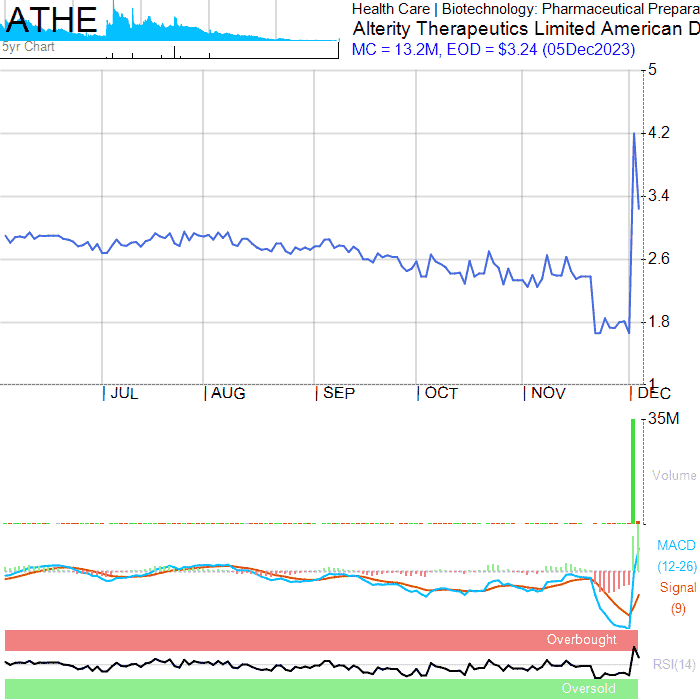 ATHE
5yr Chart
Health Care | Biotechnology: Pharmaceutical Prepara
Alterity Therapeutics Limited American D
MC = 13.2M, EOD = $3.24 (05Dec2023)
5
4.2
3.4
2.6
1.8
1
JUL
AUG
SEP
OCT
NOV
DEC
35M
Volume
MACD
(12-26)
Signal
(9)
Overbought
RSI(14)
Oversold